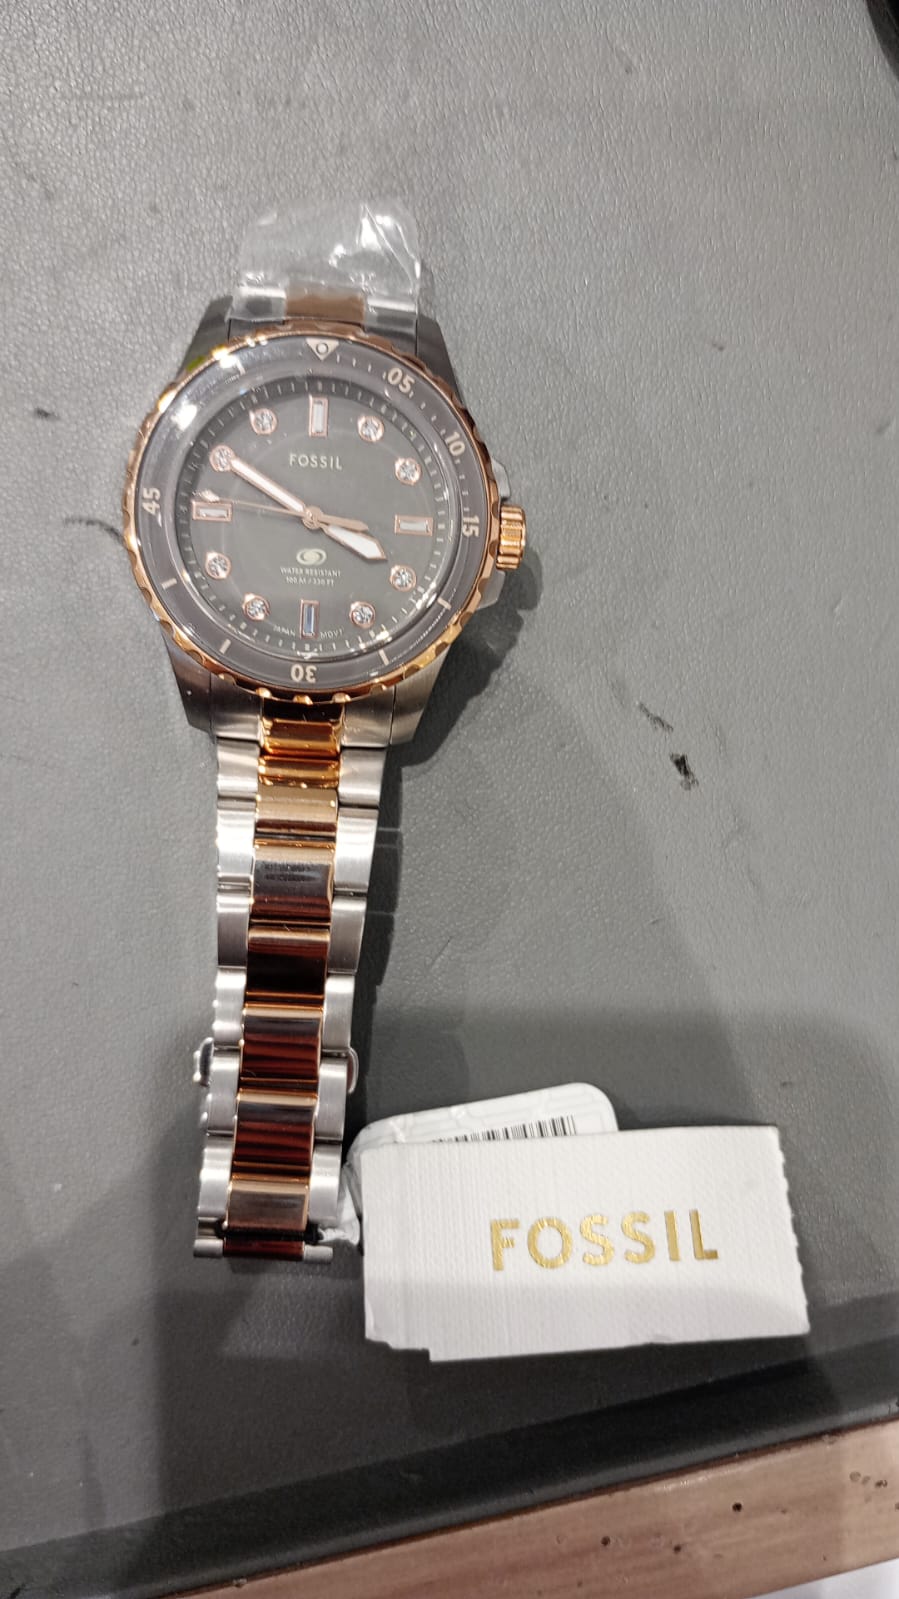 05
10
15
30
45
FOSSIL
WATER RESISTANT
100 M / 330 FT
JAPAN MOVT
FOSSIL